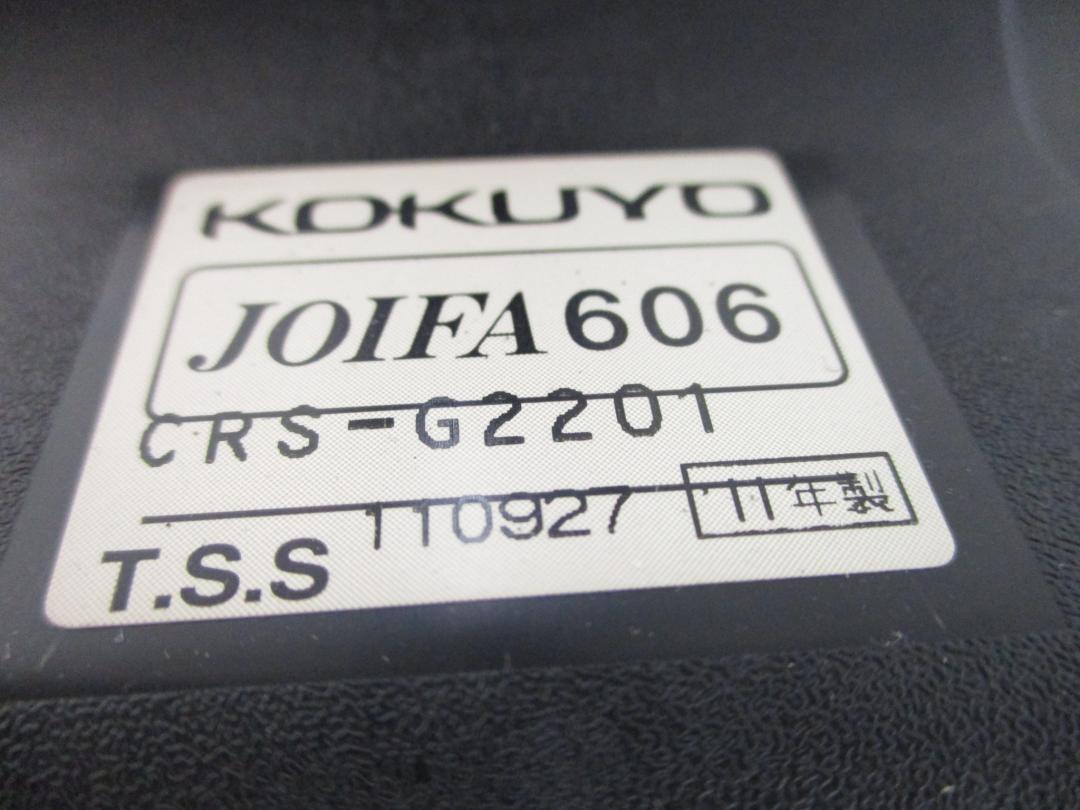 KOKUYO
JOIFA 606
CRS-G2201
110927 '11年製
T.S.S